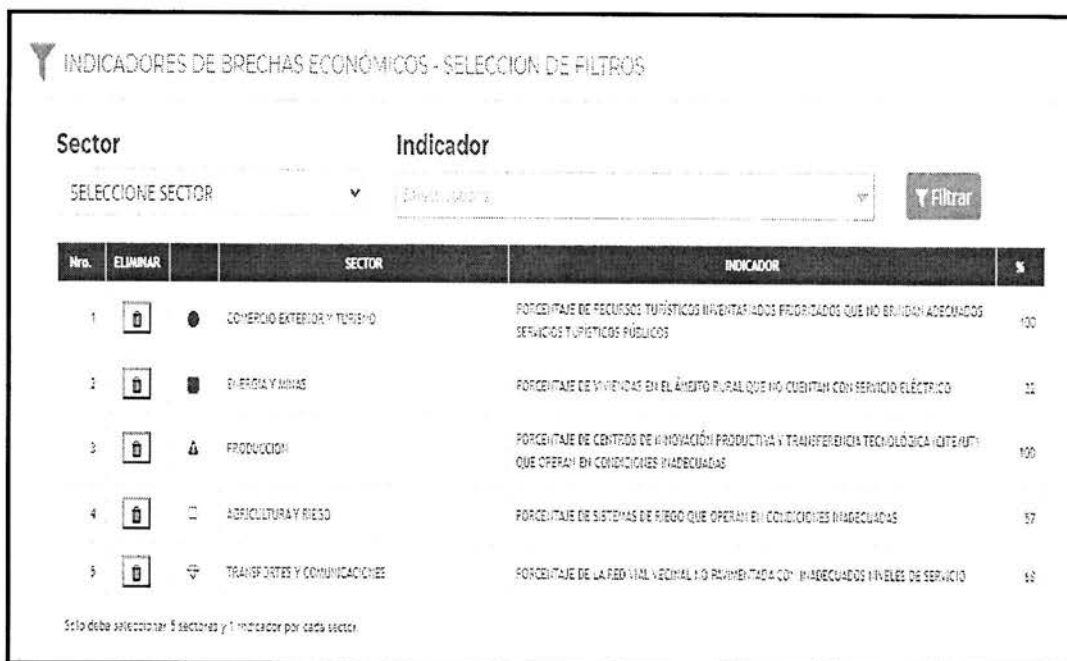 INDICADORES DE BRECHAS ECONÓMICOS - SELECCION DE FILTROS
Sector Indicador
SELECCIONE SECTOR Filtrar
Nro. ELIMINAR SECTOR INDICADOR %
1 COMERCIO EXTERIOR Y TURISMO PORCENTAJE DE RECURSOS TURÍSTICOS INVENTARIADOS PRIORIZADOS QUE NO BRINDAN ADECUADOS
SERVICIOS TURÍSTICOS PÚBLICOS 100
2 ENERGIA Y MINAS PORCENTAJE DE VIVIENDAS EN EL ÁMBITO RURAL QUE NO CUENTAN CON SERVICIO ELÉCTRICO
3 PRODUCCION PORCENTAJE DE CENTROS DE INNOVACIÓN PRODUCTIVA Y TRANSFERENCIA TECNOLÓGICA (CITE/UT)
QUE OPERAN EN CONDICIONES INADECUADAS 100
4 AGRICULTURA Y RIEGO PORCENTAJE DE SISTEMAS DE RIEGO QUE OPERAN EN CONDICIONES INADECUADAS 57
5 TRANSPORTES Y COMUNICACIONES PORCENTAJE DE LA RED VIAL VECINAL NO PAVIMENTADA CON INADECUADOS NIVELES DE SERVICIO
Solo debe seleccionar 5 sectores y 1 indicador por cada sector.